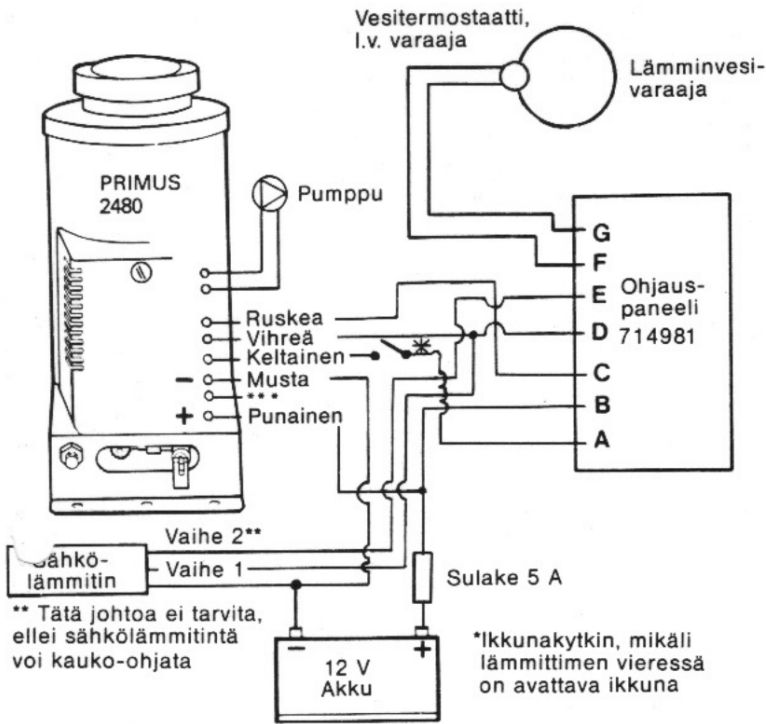 Vesitermostaatti,
l.v. varaaja
Lämminvesi-
varaaja
PRIMUS
2480
Pumppu
G
F
E
D
C
B
A
Ohjaus-
paneeli
714981
Ruskea
Vihreä
*
Keltainen
− Musta
***
+ Punainen
Vaihe 2**
Vaihe 1
Sähkö-
lämmitin
Sulake 5 A
** Tätä johtoa ei tarvita,
ellei sähkölämmitintä
voi kauko-ohjata
− +
12 V
Akku
*Ikkunakytkin, mikäli
lämmittimen vieressä
on avattava ikkuna